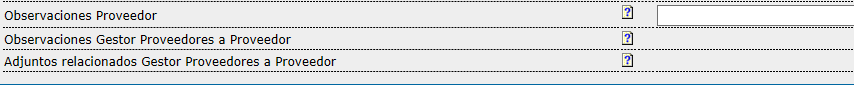 Observaciones Proveedor ?
Observaciones Gestor Proveedores a Proveedor ?
Adjuntos relacionados Gestor Proveedores a Proveedor ?